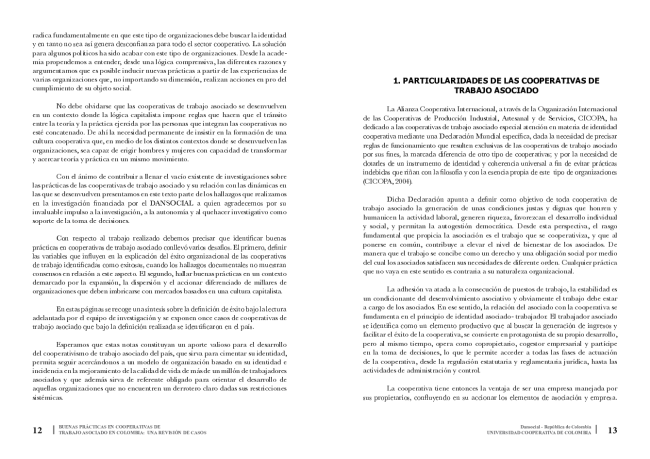 radica fundamentalmente en que este tipo de organizaciones debe buscar la identidad
y en tanto no sea así genera desconfianza para todo el sector cooperativo. La solución
para algunos políticos ha sido acabar con este tipo de organizaciones. Desde la acade-
mia propendemos a entender, desde una lógica comprensiva, las diferentes razones y
argumentamos que es posible inducir nuevas prácticas a partir de las experiencias de
varias organizaciones que, no importando su dimensión, realizan acciones en pro del
cumplimiento de su objeto social.
No debe olvidarse que las cooperativas de trabajo asociado se desenvuelven
en un contexto donde la lógica capitalista impone reglas que hacen que el tránsito
entre la teoría y la práctica ejercida por las personas que integran las cooperativas no
esté concatenado. De ahí la necesidad permanente de insistir en la formación de una
cultura cooperativa que, en medio de los distintos contextos donde se desenvuelven las
organizaciones, sea capaz de erigir hombres y mujeres con capacidad de transformar
y acercar teoría y práctica en un mismo movimiento.
Con el ánimo de contribuir a llenar el vacío existente de investigaciones sobre
las prácticas de las cooperativas de trabajo asociado y su relación con las dinámicas en
las que se desenvuelven presentamos en este texto parte de los hallazgos que realizamos
en la investigación financiada por el DANSOCIAL a quien agradecemos por su
invaluable impulso a la investigación, a la autonomía y al quehacer investigativo como
soporte de la toma de decisiones.
Con respecto al trabajo realizado debemos precisar que identificar buenas
prácticas en cooperativas de trabajo asociado conllevó varios desafíos. El primero, definir
las variables que influyen en la explicación del éxito organizacional de las cooperativas
de trabajo identificadas como exitosas, cuando los hallazgos documentales no muestran
consensos en relación a este aspecto. El segundo, hallar buenas prácticas en un contexto
demarcado por la expansión, la dispersión y el accionar diferenciado de millares de
organizaciones que deben imbricarse con mercados basados en una cultura capitalista.
En estas páginas se recoge una síntesis sobre la definición de éxito bajo la lectura
adelantada por el equipo de investigación y se exponen once casos de cooperativas de
trabajo asociado que bajo la definición realizada se identificaron en el país.
Esperamos que estas notas constituyan un aporte valioso para el desarrollo
del cooperativismo de trabajo asociado del país, que sirva para cimentar su identidad,
permita seguir acercándonos a un modelo de organización basado en su identidad e
incidencia en la mejoramiento de la calidad de vida de más de un millón de trabajadores
asociados y que además sirva de referente obligado para orientar el desarrollo de
aquellas organizaciones que no encuentren un derrotero claro dadas sus restricciones
sistémicas.
12
BUENAS PRÁCTICAS EN COOPERATIVAS DE
TRABAJO ASOCIADO EN COLOMBIA: UNA REVISIÓN DE CASOS
1. PARTICULARIDADES DE LAS COOPERATIVAS DE
TRABAJO ASOCIADO
La Alianza Cooperativa Internacional, a través de la Organización Internacional
de las Cooperativas de Producción Industrial, Artesanal y de Servicios, CICOPA, ha
dedicado a las cooperativas de trabajo asociado especial atención en materia de identidad
cooperativa mediante una Declaración Mundial específica, dada la necesidad de precisar
reglas de funcionamiento que resulten exclusivas de las cooperativas de trabajo asociado
por sus fines, la marcada diferencia de otro tipo de cooperativas; y por la necesidad de
dotarles de un instrumento de identidad y coherencia universal a fin de evitar prácticas
indebidas que riñan con la filosofía y con la esencia propia de este tipo de organizaciones
(CICOPA, 2004).
Dicha Declaración apunta a definir como objetivo de toda cooperativa de
trabajo asociado la generación de unas condiciones justas y dignas que honren y
humanicen la actividad laboral, generen riqueza, favorezcan el desarrollo individual
y social, y permitan la autogestión democrática. Desde esta perspectiva, el rasgo
fundamental que propicia la asociación es el trabajo que se cooperativiza, y que al
ponerse en común, contribuye a elevar el nivel de bienestar de los asociados. De
manera que el trabajo se concibe como un derecho y una obligación social por medio
del cual los asociados satisfacen sus necesidades de diferente orden. Cualquier práctica
que no vaya en este sentido es contraria a su naturaleza organizacional.
La adhesión va atada a la consecución de puestos de trabajo, la estabilidad es
un condicionante del desenvolvimiento asociativo y obviamente el trabajo debe estar
a cargo de los asociados. En ese sentido, la relación del asociado con la cooperativa se
fundamenta en el principio de identidad asociado- trabajador. El trabajador asociado
se identifica como un elemento productivo que al buscar la generación de ingresos y
facilitar el éxito de la cooperativa, se convierte en protagonista de su propio desarrollo,
pero al mismo tiempo, opera como copropietario, cogestor empresarial y partícipe
en la toma de decisiones, lo que le permite acceder a todas las fases de actuación
de la cooperativa, desde la regulación estatutaria y reglamentaria jurídica, hasta las
actividades de administración y control.
La cooperativa tiene entonces la ventaja de ser una empresa manejada por
sus propietarios, confluyendo en su accionar los elementos de asociación y empresa.
Dansocial - República de Colombia
UNIVERSIDAD COOPERATIVA DE COLOMBIA
13